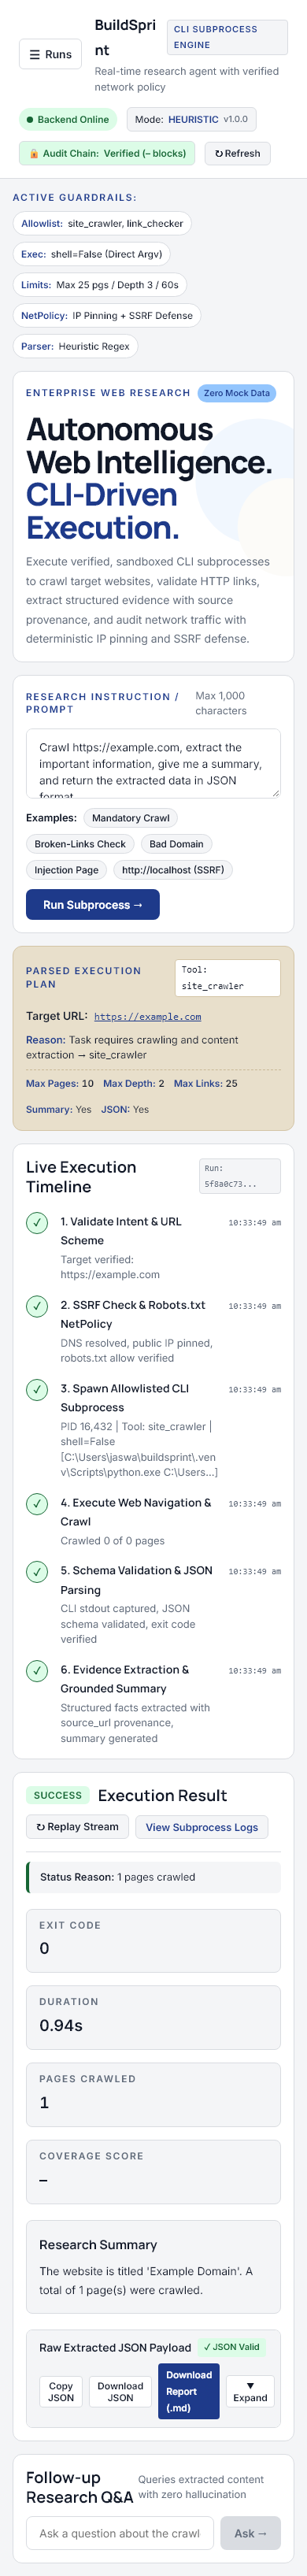 ☰ Runs
BuildSpri
nt
CLI SUBPROCESS
ENGINE
Real-time research agent with verified
network policy
Backend Online
Mode: HEURISTIC v1.0.0
🔒 Audit Chain: Verified (– blocks)
↻ Refresh
ACTIVE GUARDRAILS:
Allowlist: site_crawler, link_checker
Exec: shell=False (Direct Argv)
Limits: Max 25 pgs / Depth 3 / 60s
NetPolicy: IP Pinning + SSRF Defense
Parser: Heuristic Regex
ENTERPRISE WEB RESEARCH
Zero Mock Data
Autonomous
Web Intelligence.
CLI-Driven
Execution.
Execute verified, sandboxed CLI subprocesses
to crawl target websites, validate HTTP links,
extract structured evidence with source
provenance, and audit network traffic with
deterministic IP pinning and SSRF defense.
RESEARCH INSTRUCTION /
PROMPT
Max 1,000
characters
Crawl https://example.com, extract the
important information, give me a summary,
and return the extracted data in JSON
format.
Examples:
Mandatory Crawl
Broken-Links Check
Bad Domain
Injection Page
http://localhost (SSRF)
Run Subprocess →
PARSED EXECUTION
PLAN
Tool:
site_crawler
Target URL: https://example.com
Reason: Task requires crawling and content
extraction → site_crawler
Max Pages: 10 Max Depth: 2 Max Links: 25
Summary: Yes JSON: Yes
Live Execution
Timeline
Run:
5f8a0c73...
✓
1. Validate Intent & URL
Scheme
10:33:49 am
Target verified:
https://example.com
✓
2. SSRF Check & Robots.txt
NetPolicy
10:33:49 am
DNS resolved, public IP pinned,
robots.txt allow verified
✓
3. Spawn Allowlisted CLI
Subprocess
10:33:49 am
PID 16,432 | Tool: site_crawler |
shell=False
[C:\Users\jaswa\buildsprint\.ven
v\Scripts\python.exe C:\Users...]
✓
4. Execute Web Navigation &
Crawl
10:33:49 am
Crawled 0 of 0 pages
✓
5. Schema Validation & JSON
Parsing
10:33:49 am
CLI stdout captured, JSON
schema validated, exit code
verified
✓
6. Evidence Extraction &
Grounded Summary
10:33:49 am
Structured facts extracted with
source_url provenance,
summary generated
SUCCESS
Execution Result
↻ Replay Stream
View Subprocess Logs
Status Reason: 1 pages crawled
EXIT CODE
0
DURATION
0.94s
PAGES CRAWLED
1
COVERAGE SCORE
–
Research Summary
The website is titled 'Example Domain'. A
total of 1 page(s) were crawled.
Raw Extracted JSON Payload
✓ JSON Valid
Copy
JSON
Download
JSON
Download
Report
(.md)
▼
Expand
Follow-up
Research Q&A
Queries extracted content
with zero hallucination
Ask a question about the crawl
Ask →